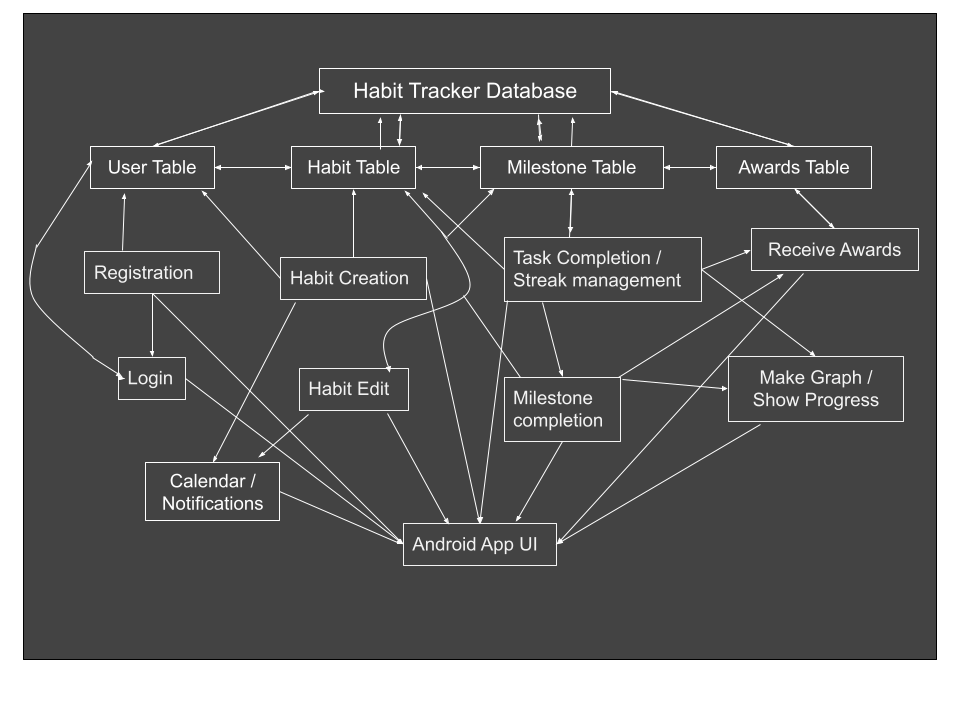 Habit Tracker Database
User Table
Habit Table
Milestone Table
Awards Table
Receive Awards
Task Completion /
Streak management
Registration
Habit Creation
Login
Habit Edit
Milestone
completion
Make Graph /
Show Progress
Calendar /
Notifications
Android App UI